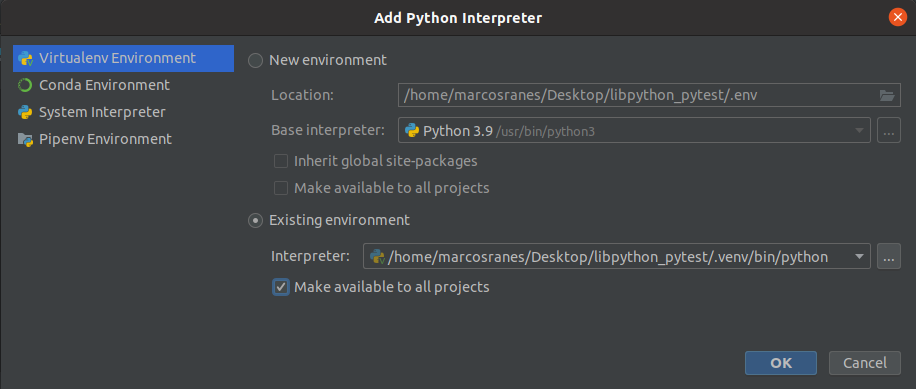 Add Python Interpreter
Virtualenv Environment
Conda Environment
System Interpreter
Pipenv Environment
New environment
Location: /home/marcosranes/Desktop/libpython_pytest/.env
Base interpreter: Python 3.9 /usr/bin/python3 ...
Inherit global site-packages
Make available to all projects
Existing environment
Interpreter: /home/marcosranes/Desktop/libpython_pytest/.venv/bin/python ...
Make available to all projects
OK Cancel